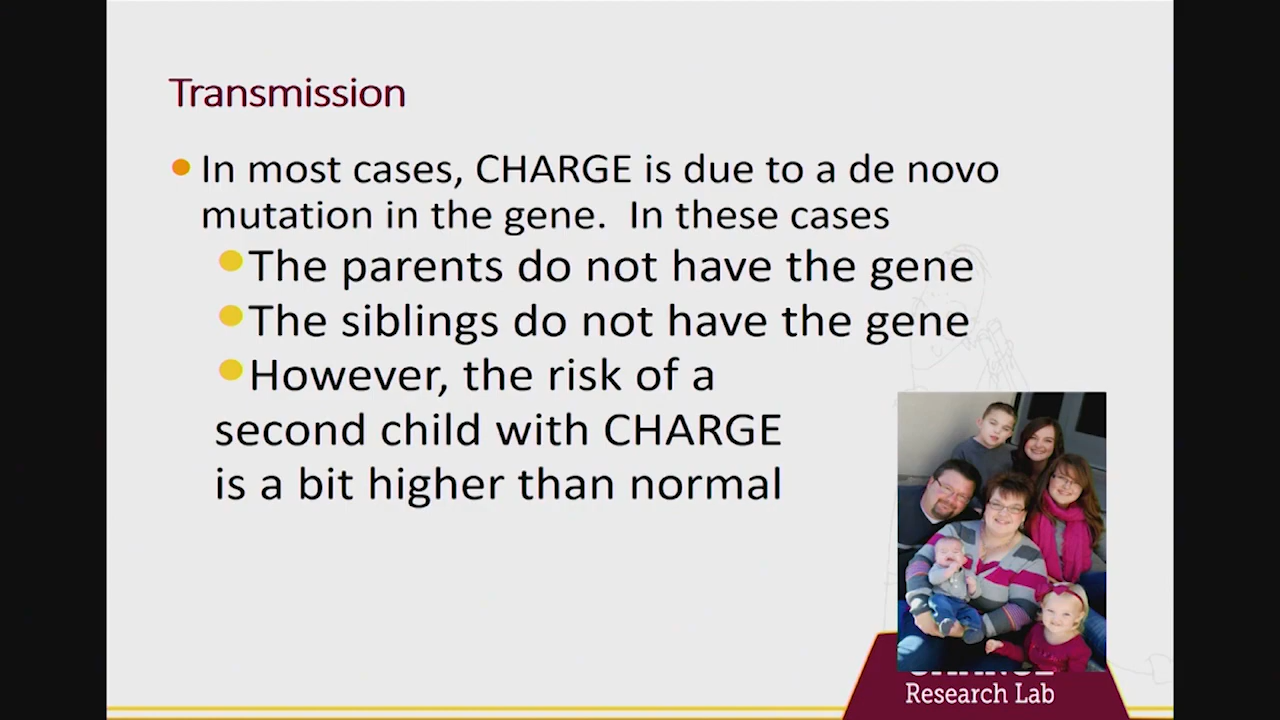 Transmission
In most cases, CHARGE is due to a de novo
mutation in the gene.  In these cases
The parents do not have the gene
The siblings do not have the gene
However, the risk of a
second child with CHARGE
is a bit higher than normal
Research Lab